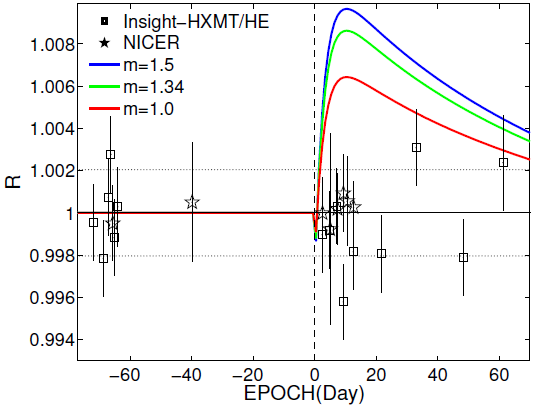 Insight-HXMT/HE
NICER
m=1.5
m=1.34
m=1.0
1.008
1.006
1.004
1.002
1
0.998
0.996
0.994
R
−60 −40 −20 0 20 40 60
EPOCH(Day)